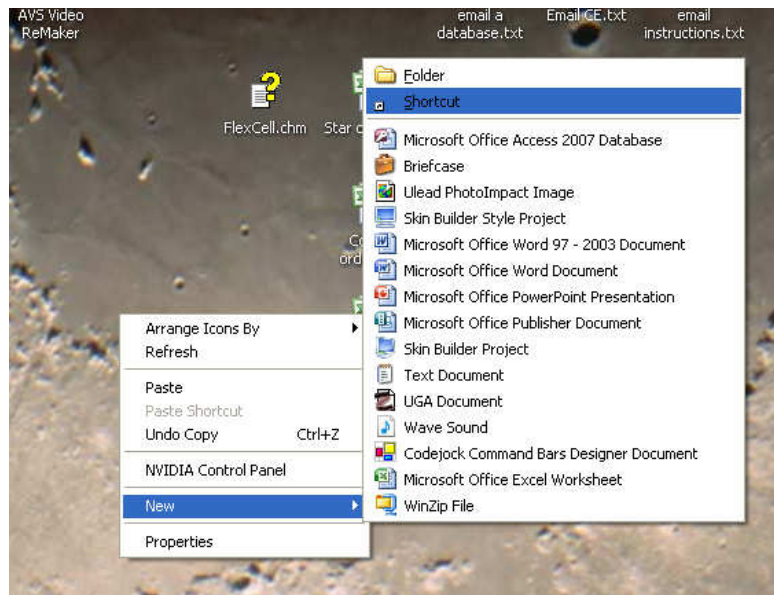 AVS Video
ReMaker
email a
database.txt
Email CE.txt
email
instructions.txt
FlexCell.chm
Star c
Co
ord
Folder
Shortcut
Microsoft Office Access 2007 Database
Briefcase
Ulead PhotoImpact Image
Skin Builder Style Project
Microsoft Office Word 97 - 2003 Document
Microsoft Office Word Document
Microsoft Office PowerPoint Presentation
Microsoft Office Publisher Document
Skin Builder Project
Text Document
UGA Document
Wave Sound
Codejock Command Bars Designer Document
Microsoft Office Excel Worksheet
WinZip File
Arrange Icons By
Refresh
Paste
Paste Shortcut
Undo Copy Ctrl+Z
NVIDIA Control Panel
New
Properties